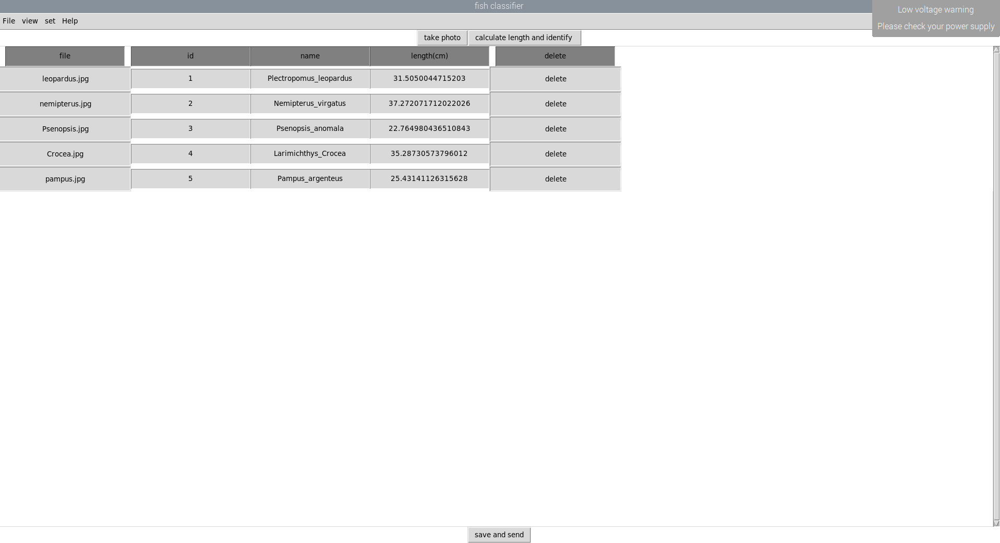 fish classifier
Low voltage warning
Please check your power supply
File view set Help
take photo calculate length and identify
file id name length(cm) delete
leopardus.jpg 1 Plectropomus_leopardus 31.5050044715203 delete
nemipterus.jpg 2 Nemipterus_virgatus 37.272071712022026 delete
Psenopsis.jpg 3 Psenopsis_anomala 22.764980436510843 delete
Crocea.jpg 4 Larimichthys_Crocea 35.28730573796012 delete
pampus.jpg 5 Pampus_argenteus 25.43141126315628 delete
save and send